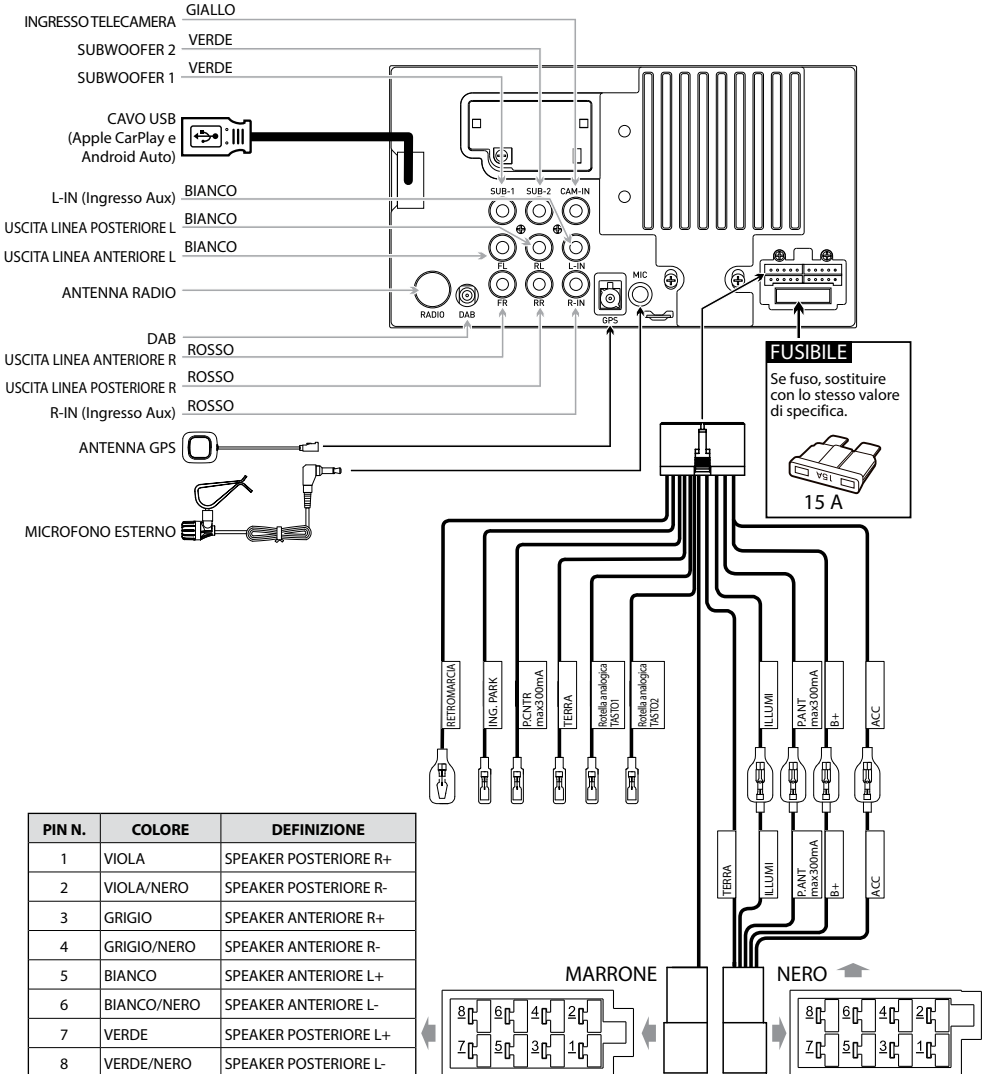 INGRESSO TELECAMERA GIALLO
SUBWOOFER 2 VERDE
SUBWOOFER 1 VERDE
CAVO USB
(Apple CarPlay e
Android Auto)
L-IN (Ingresso Aux) BIANCO
USCITA LINEA POSTERIORE L BIANCO
USCITA LINEA ANTERIORE L BIANCO
ANTENNA RADIO
DAB
USCITA LINEA ANTERIORE R ROSSO
USCITA LINEA POSTERIORE R ROSSO
R-IN (Ingresso Aux) ROSSO
ANTENNA GPS
MICROFONO ESTERNO
SUB-1 SUB-2 CAM-IN
FL RL L-IN
MIC
RADIO DAB FR RR R-IN GPS
FUSIBILE
Se fuso, sostituire
con lo stesso valore
di specifica.
15A
15 A
RETROMARCIA
ING. PARK
P.CNTR
max300mA
TERRA
Rotella analogica
TASTO1
Rotella analogica
TASTO2
ILLUMI
P.ANT
max300mA
B+
ACC
TERRA
ILLUMI
P.ANT
max300mA
B+
ACC
PIN N. COLORE DEFINIZIONE
1 VIOLA SPEAKER POSTERIORE R+
2 VIOLA/NERO SPEAKER POSTERIORE R-
3 GRIGIO SPEAKER ANTERIORE R+
4 GRIGIO/NERO SPEAKER ANTERIORE R-
5 BIANCO SPEAKER ANTERIORE L+
6 BIANCO/NERO SPEAKER ANTERIORE L-
7 VERDE SPEAKER POSTERIORE L+
8 VERDE/NERO SPEAKER POSTERIORE L-
MARRONE
8 6 4 2
7 5 3 1
NERO
8 6 4 2
7 5 3 1